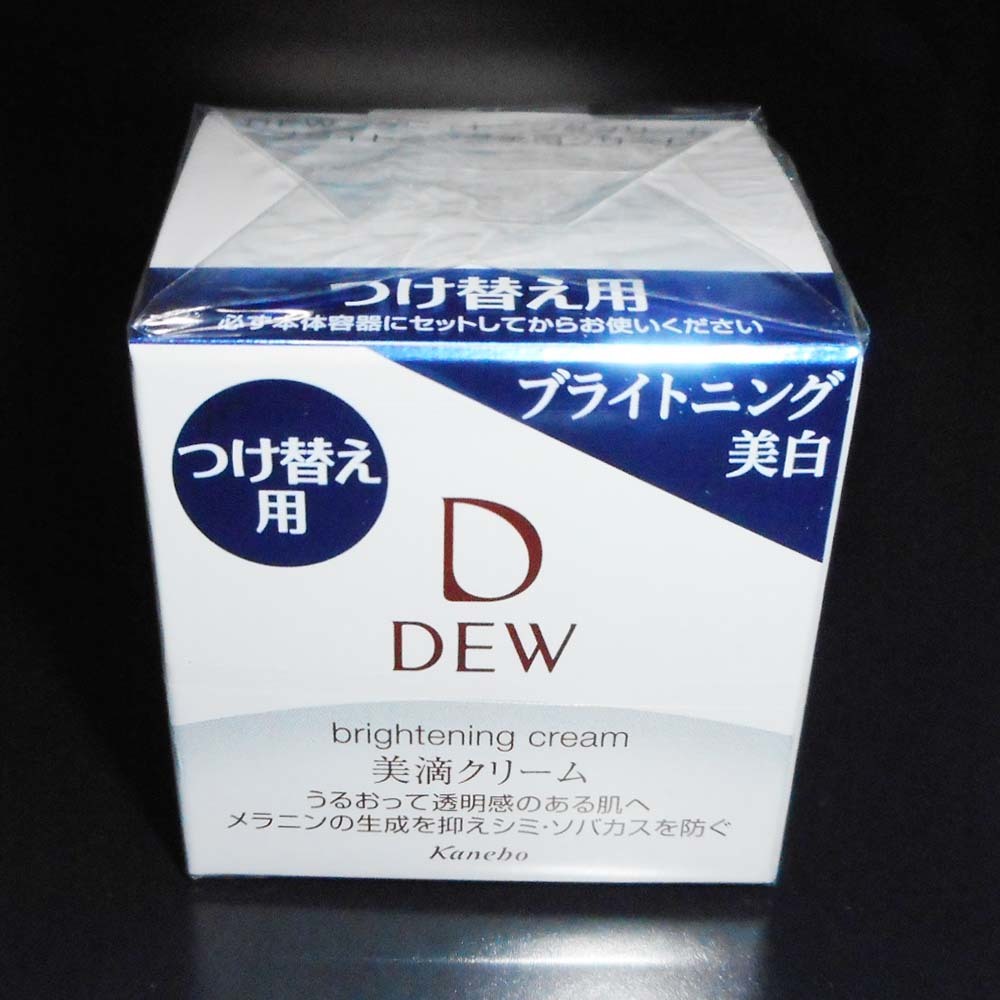 つけ替え用
必ず本体容器にセットしてからお使いください
ブライトニング
美白
つけ替え
用
D
DEW
brightening cream
美滴クリーム
うるおって透明感のある肌へ
メラニンの生成を抑えシミ・ソバカスを防ぐ
Kanebo